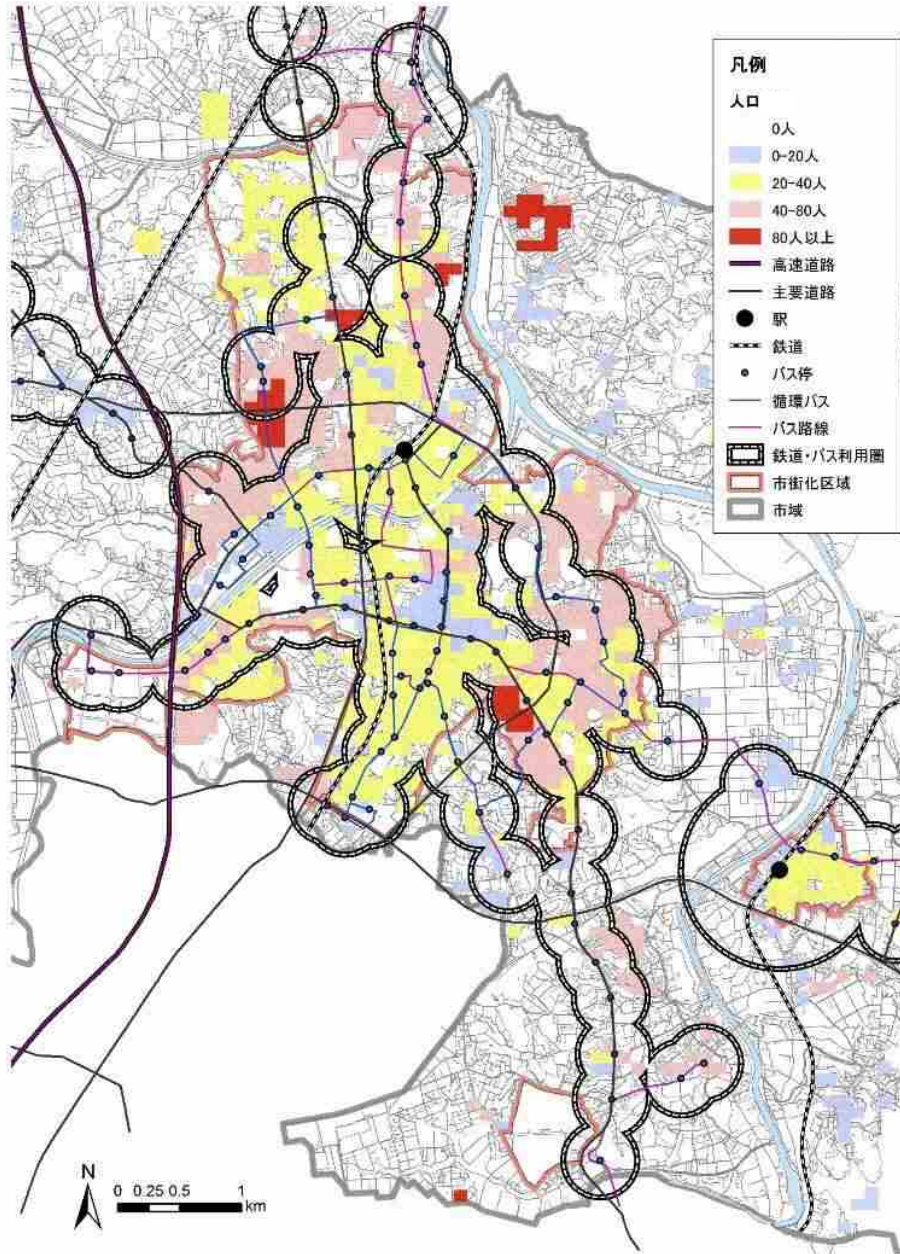 凡例
人口
0人
0-20人
20-40人
40-80人
80人以上
高速道路
主要道路
駅
鉄道
バス停
循環バス
バス路線
鉄道・バス利用圏
市街化区域
市域
N
0 0.25 0.5 1
km